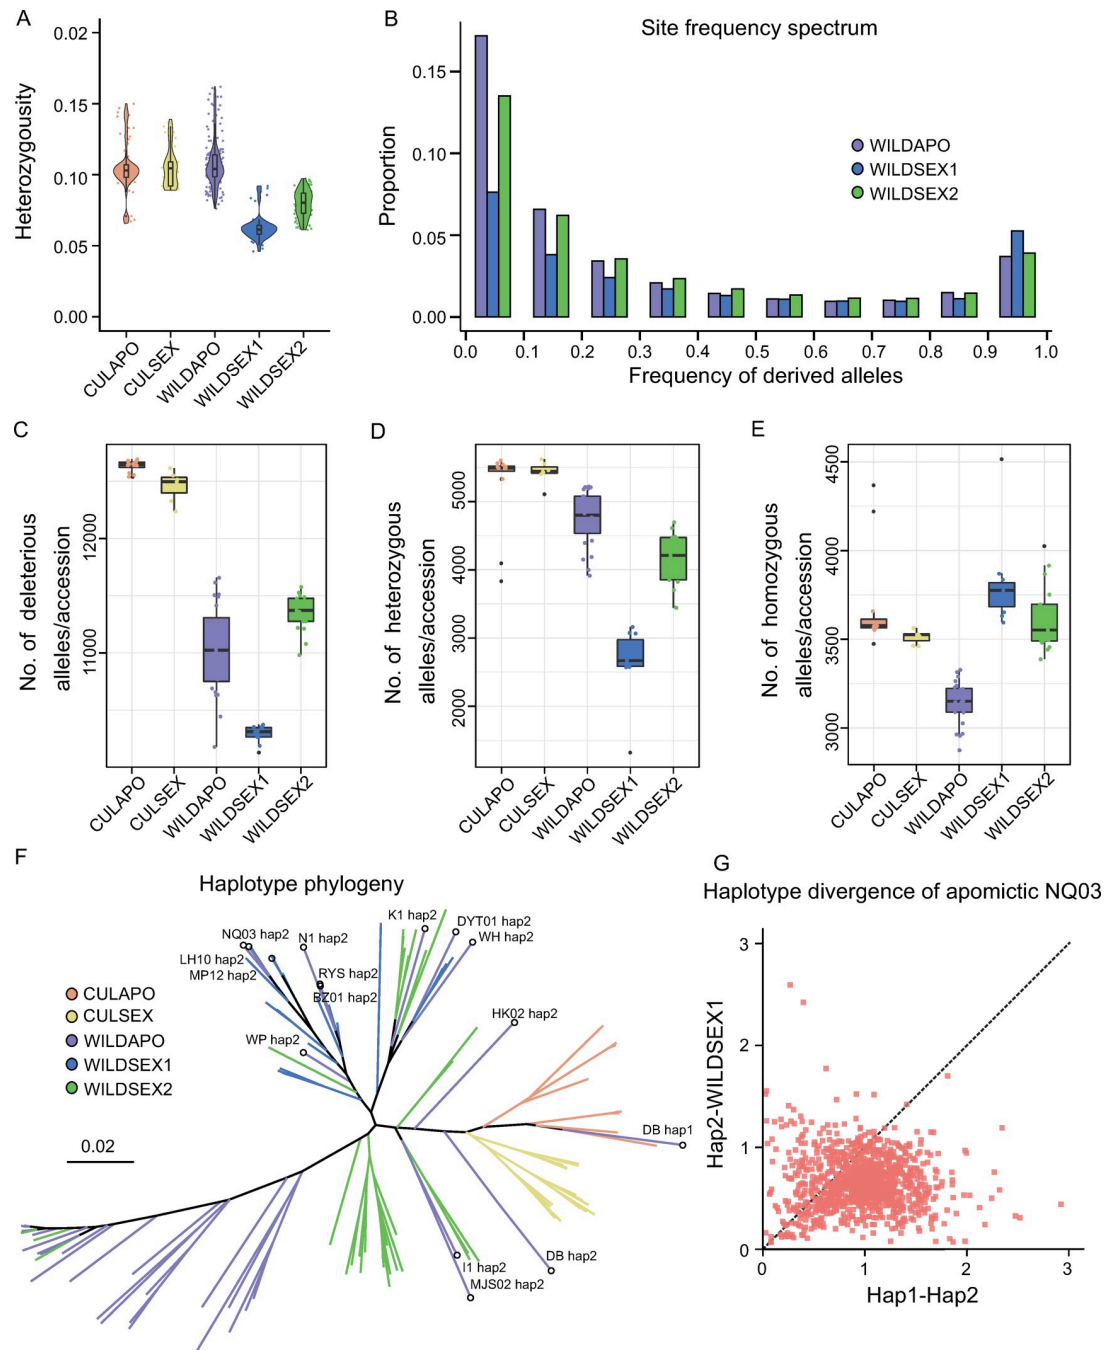 A
Heterozygousity
0.02
0.15
0.10
0.05
0.00
CULAPO
CULSEX
WILDAPO
WILDSEX1
WILDSEX2
B
Site frequency spectrum
Proportion
0.15
0.10
0.05
0.00
WILDAPO
WILDSEX1
WILDSEX2
0.0 0.1 0.2 0.3 0.4 0.5 0.6 0.7 0.8 0.9 1.0
Frequency of derived alleles
C
No. of deleterious
alleles/accession
12000
11000
CULAPO
CULSEX
WILDAPO
WILDSEX1
WILDSEX2
D
No. of heterozygous
alleles/accession
5000
4000
3000
2000
CULAPO
CULSEX
WILDAPO
WILDSEX1
WILDSEX2
E
No. of homozygous
alleles/accession
4500
4000
3500
3000
CULAPO
CULSEX
WILDAPO
WILDSEX1
WILDSEX2
F
Haplotype phylogeny
CULAPO
CULSEX
WILDAPO
WILDSEX1
WILDSEX2
0.02
NQ03 hap2
LH10 hap2
MP12 hap2
N1 hap2
RYS hap2
BZ01 hap2
WP hap2
K1 hap2
DYT01 hap2
WH hap2
HK02 hap2
DB hap1
DB hap2
I1 hap2
MJS02 hap2
G
Haplotype divergence of apomictic NQ03
Hap2-WILDSEX1
3
2
1
0
0 1 2 3
Hap1-Hap2